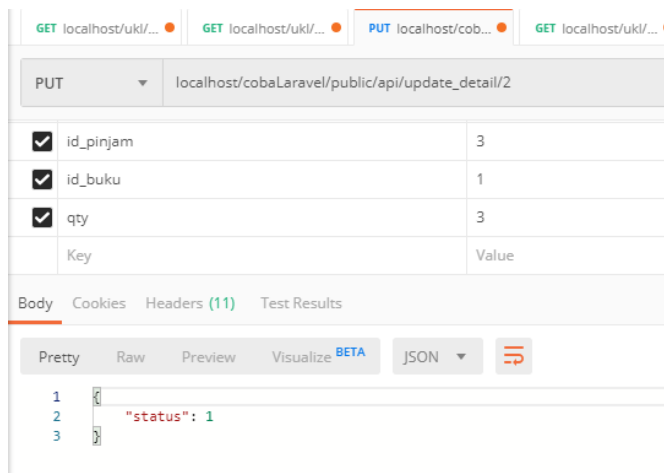 GET localhost/ukl/... GET localhost/ukl/... PUT localhost/cob... GET localhost/ukl/...
PUT localhost/cobaLaravel/public/api/update_detail/2
id_pinjam 3
id_buku 1
qty 3
Key Value
Body Cookies Headers (11) Test Results
Pretty Raw Preview Visualize BETA JSON
1 {
2 "status": 1
3 }